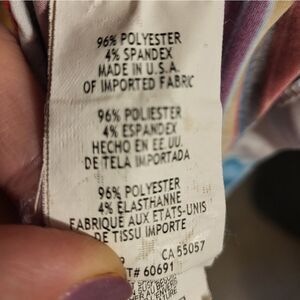 96% POLYESTER
4% SPANDEX
MADE IN U.S.A.
OF IMPORTED FABRIC
96% POLIESTER
4% ESPANDEX
HECHO EN EE.UU.
DE TELA IMPORTADA
96% POLYESTER
4% ELASTHANNE
FABRIQUE AUX ETATS-UNIS
DE TISSU IMPORTE
CA 55057
T# 60691